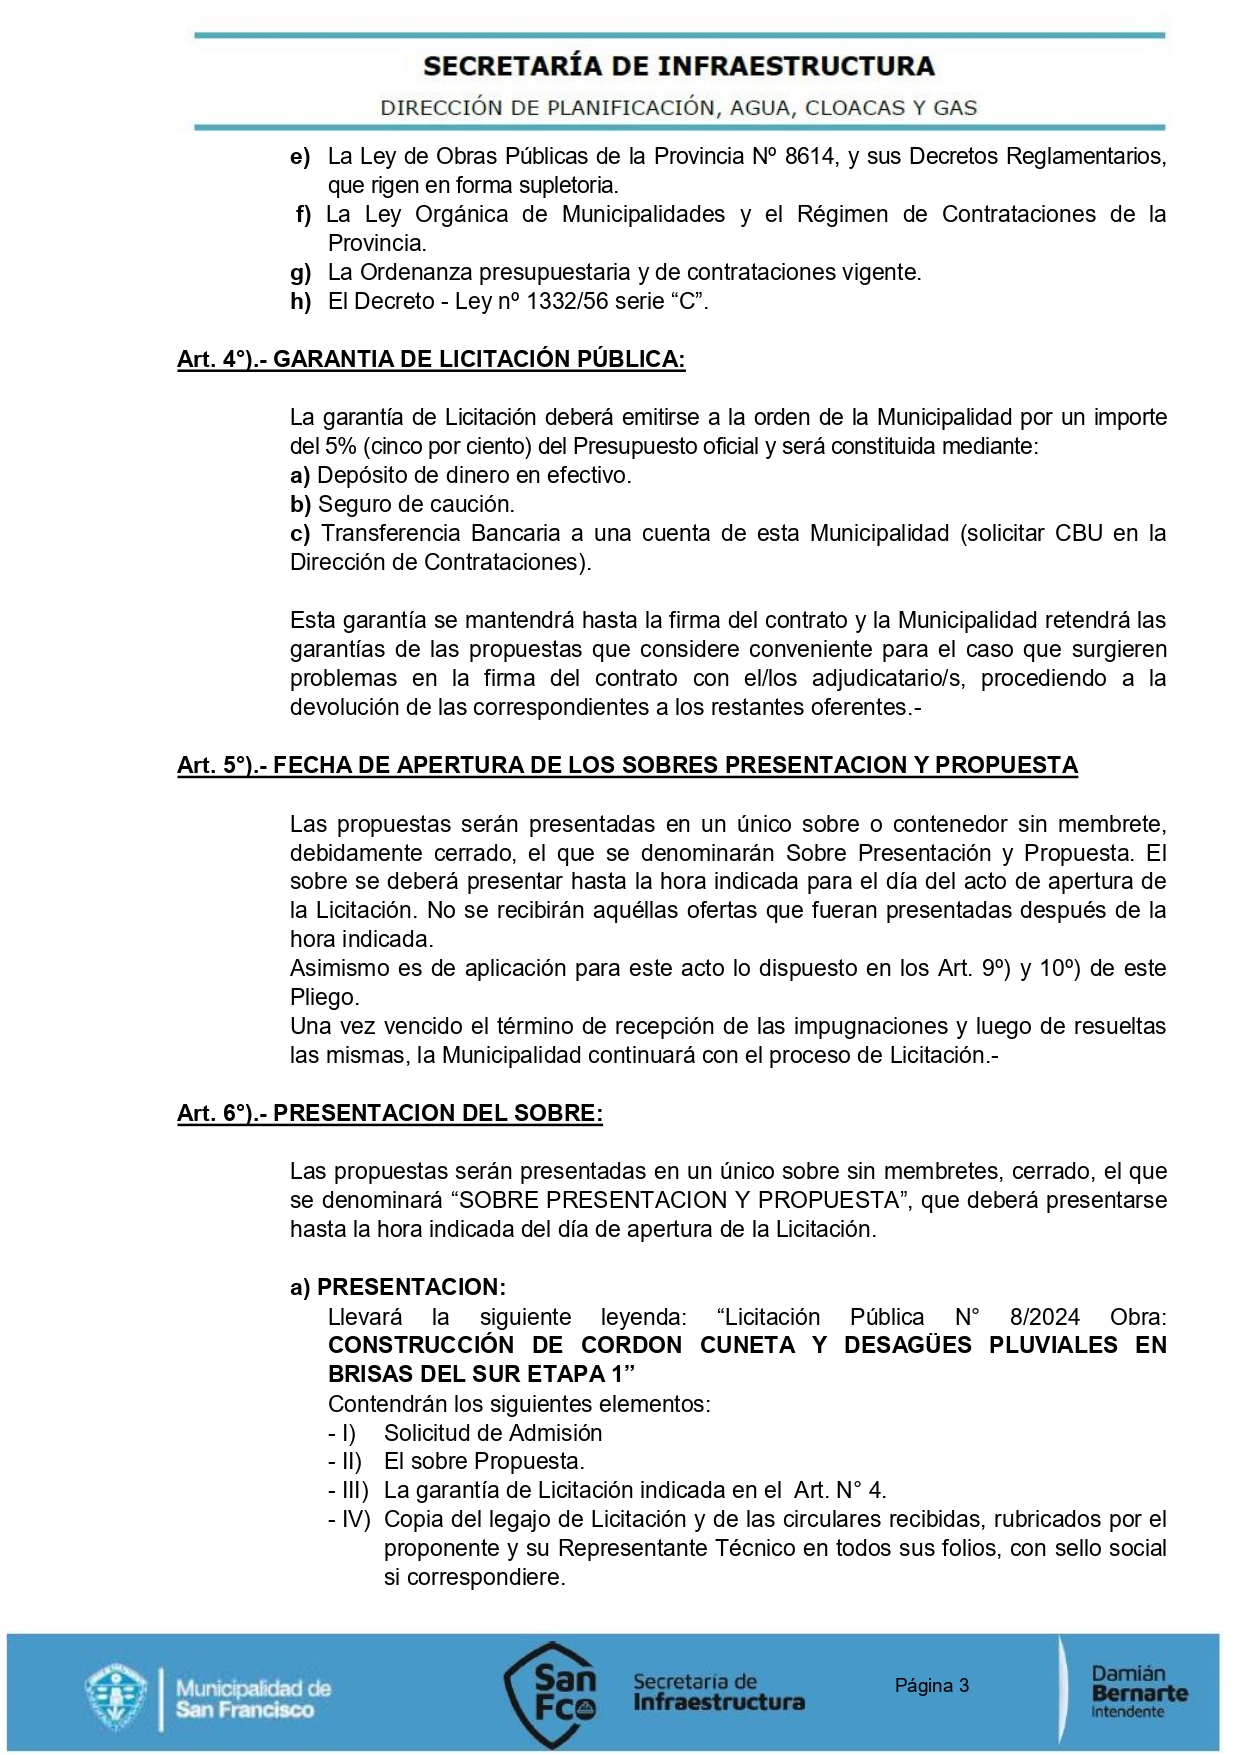 SECRETARÍA DE INFRAESTRUCTURA
DIRECCIÓN DE PLANIFICACIÓN, AGUA, CLOACAS Y GAS
e) La Ley de Obras Públicas de la Provincia Nº 8614, y sus Decretos Reglamentarios,
que rigen en forma supletoria.
f) La Ley Orgánica de Municipalidades y el Régimen de Contrataciones de la
Provincia.
g) La Ordenanza presupuestaria y de contrataciones vigente.
h) El Decreto - Ley nº 1332/56 serie “C”.
Art. 4°).- GARANTIA DE LICITACIÓN PÚBLICA:
La garantía de Licitación deberá emitirse a la orden de la Municipalidad por un importe
del 5% (cinco por ciento) del Presupuesto oficial y será constituida mediante:
a) Depósito de dinero en efectivo.
b) Seguro de caución.
c) Transferencia Bancaria a una cuenta de esta Municipalidad (solicitar CBU en la
Dirección de Contrataciones).
Esta garantía se mantendrá hasta la firma del contrato y la Municipalidad retendrá las
garantías de las propuestas que considere conveniente para el caso que surgieren
problemas en la firma del contrato con el/los adjudicatario/s, procediendo a la
devolución de las correspondientes a los restantes oferentes.-
Art. 5°).- FECHA DE APERTURA DE LOS SOBRES PRESENTACION Y PROPUESTA
Las propuestas serán presentadas en un único sobre o contenedor sin membrete,
debidamente cerrado, el que se denominarán Sobre Presentación y Propuesta. El
sobre se deberá presentar hasta la hora indicada para el día del acto de apertura de
la Licitación. No se recibirán aquéllas ofertas que fueran presentadas después de la
hora indicada.
Asimismo es de aplicación para este acto lo dispuesto en los Art. 9º) y 10º) de este
Pliego.
Una vez vencido el término de recepción de las impugnaciones y luego de resueltas
las mismas, la Municipalidad continuará con el proceso de Licitación.-
Art. 6°).- PRESENTACION DEL SOBRE:
Las propuestas serán presentadas en un único sobre sin membretes, cerrado, el que
se denominará “SOBRE PRESENTACION Y PROPUESTA”, que deberá presentarse
hasta la hora indicada del día de apertura de la Licitación.
a) PRESENTACION:
Llevará la siguiente leyenda: “Licitación Pública N° 8/2024 Obra:
CONSTRUCCIÓN DE CORDON CUNETA Y DESAGÜES PLUVIALES EN
BRISAS DEL SUR ETAPA 1”
Contendrán los siguientes elementos:
- I) Solicitud de Admisión
- II) El sobre Propuesta.
- III) La garantía de Licitación indicada en el Art. N° 4.
- IV) Copia del legajo de Licitación y de las circulares recibidas, rubricados por el
proponente y su Representante Técnico en todos sus folios, con sello social
si correspondiere.
Municipalidad de
San Francisco
San
Fco
Secretaría de
Infraestructura
Página 3
Damián
Bernarte
Intendente